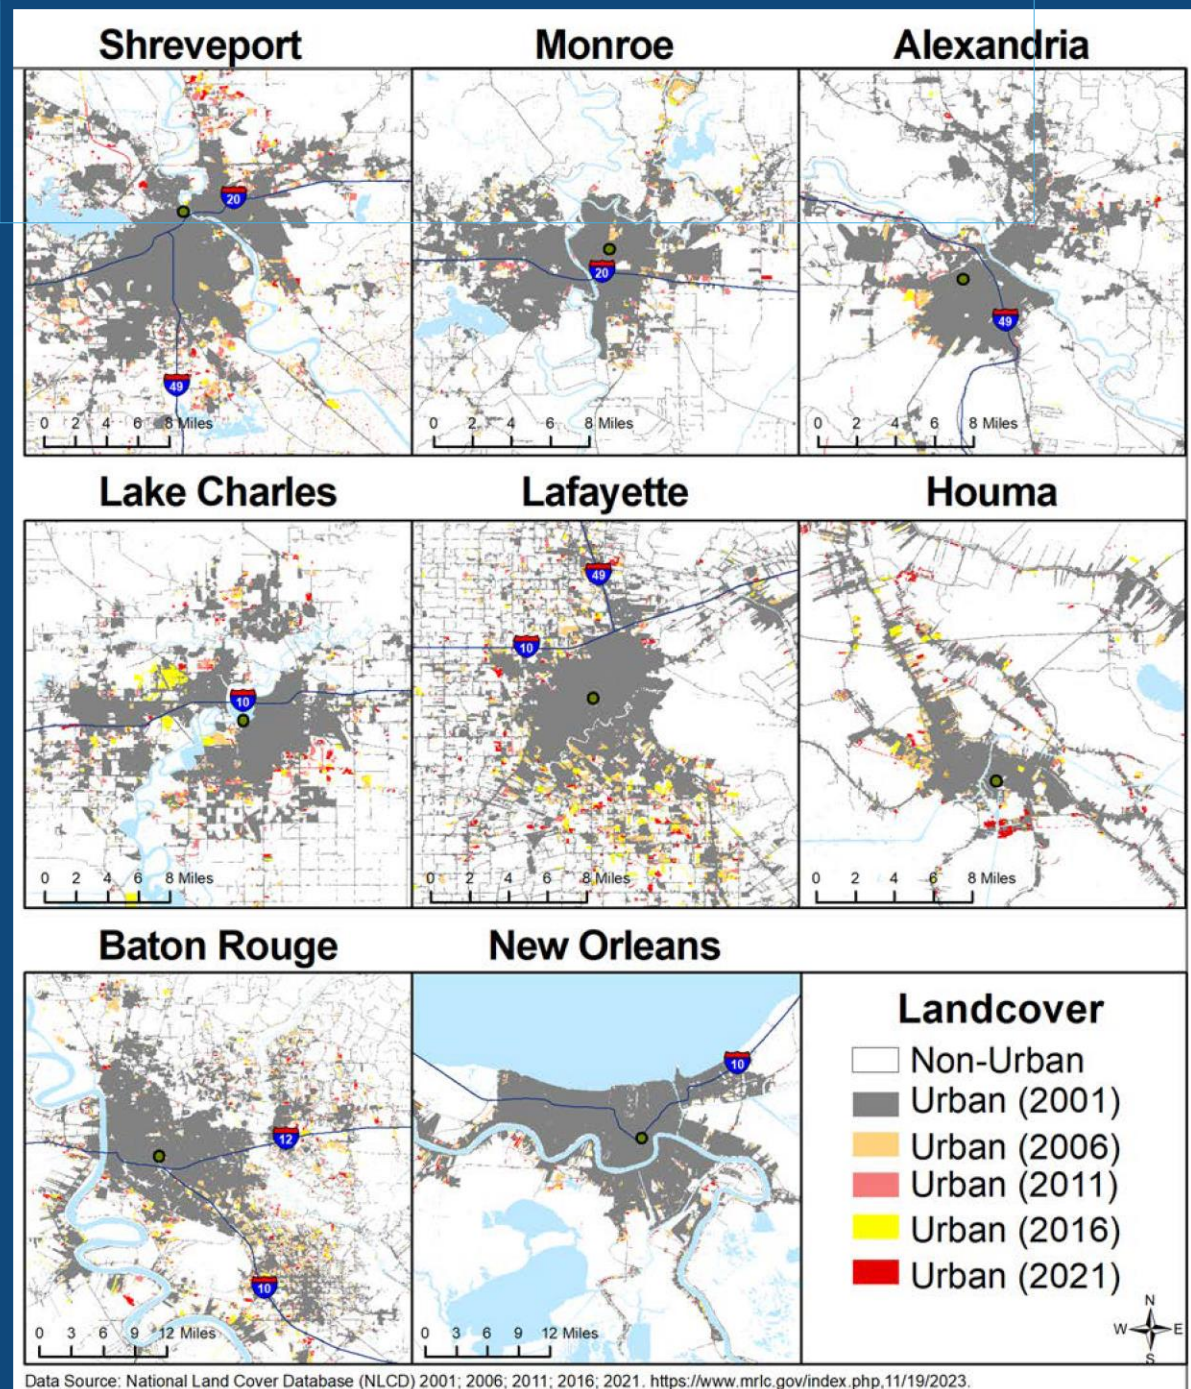 Shreveport
Monroe
Alexandria
20
49
0 2 4 6 8 Miles
20
0 2 4 6 8 Miles
49
0 2 4 6 8 Miles
Lake Charles
Lafayette
Houma
10
0 2 4 6 8 Miles
49
10
0 2 4 6 8 Miles
0 2 4 6 8 Miles
Baton Rouge
New Orleans
12
10
0 3 6 9 12 Miles
10
0 3 6 9 12 Miles
Landcover
Non-Urban
Urban (2001)
Urban (2006)
Urban (2011)
Urban (2016)
Urban (2021)
N
W E
S
Data Source: National Land Cover Database (NLCD) 2001; 2006; 2011; 2016; 2021. https://www.mrlc.gov/index.php,11/19/2023.